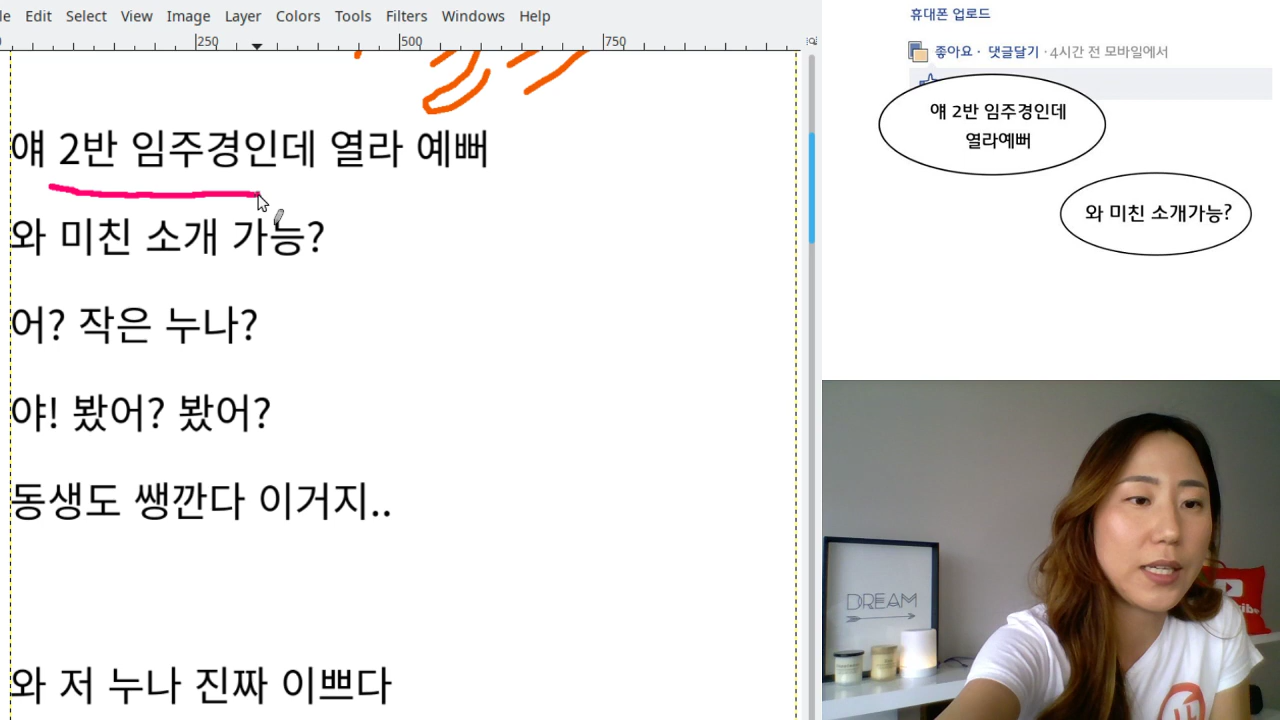 Edit Select View Image Layer Colors Tools Filters Windows Help
250 500 750
얘 2반 임주경인데 열라 예뻐
와 미친 소개 가능?
어? 작은 누나?
야! 봤어? 봤어?
동생도 쌩깐다 이거지..
와 저 누나 진짜 이쁘다
휴대폰 업로드
좋아요 · 댓글달기 · 4시간 전 모바일에서
얘 2반 임주경인데
열라예뻐
와 미친 소개가능?
DREAM